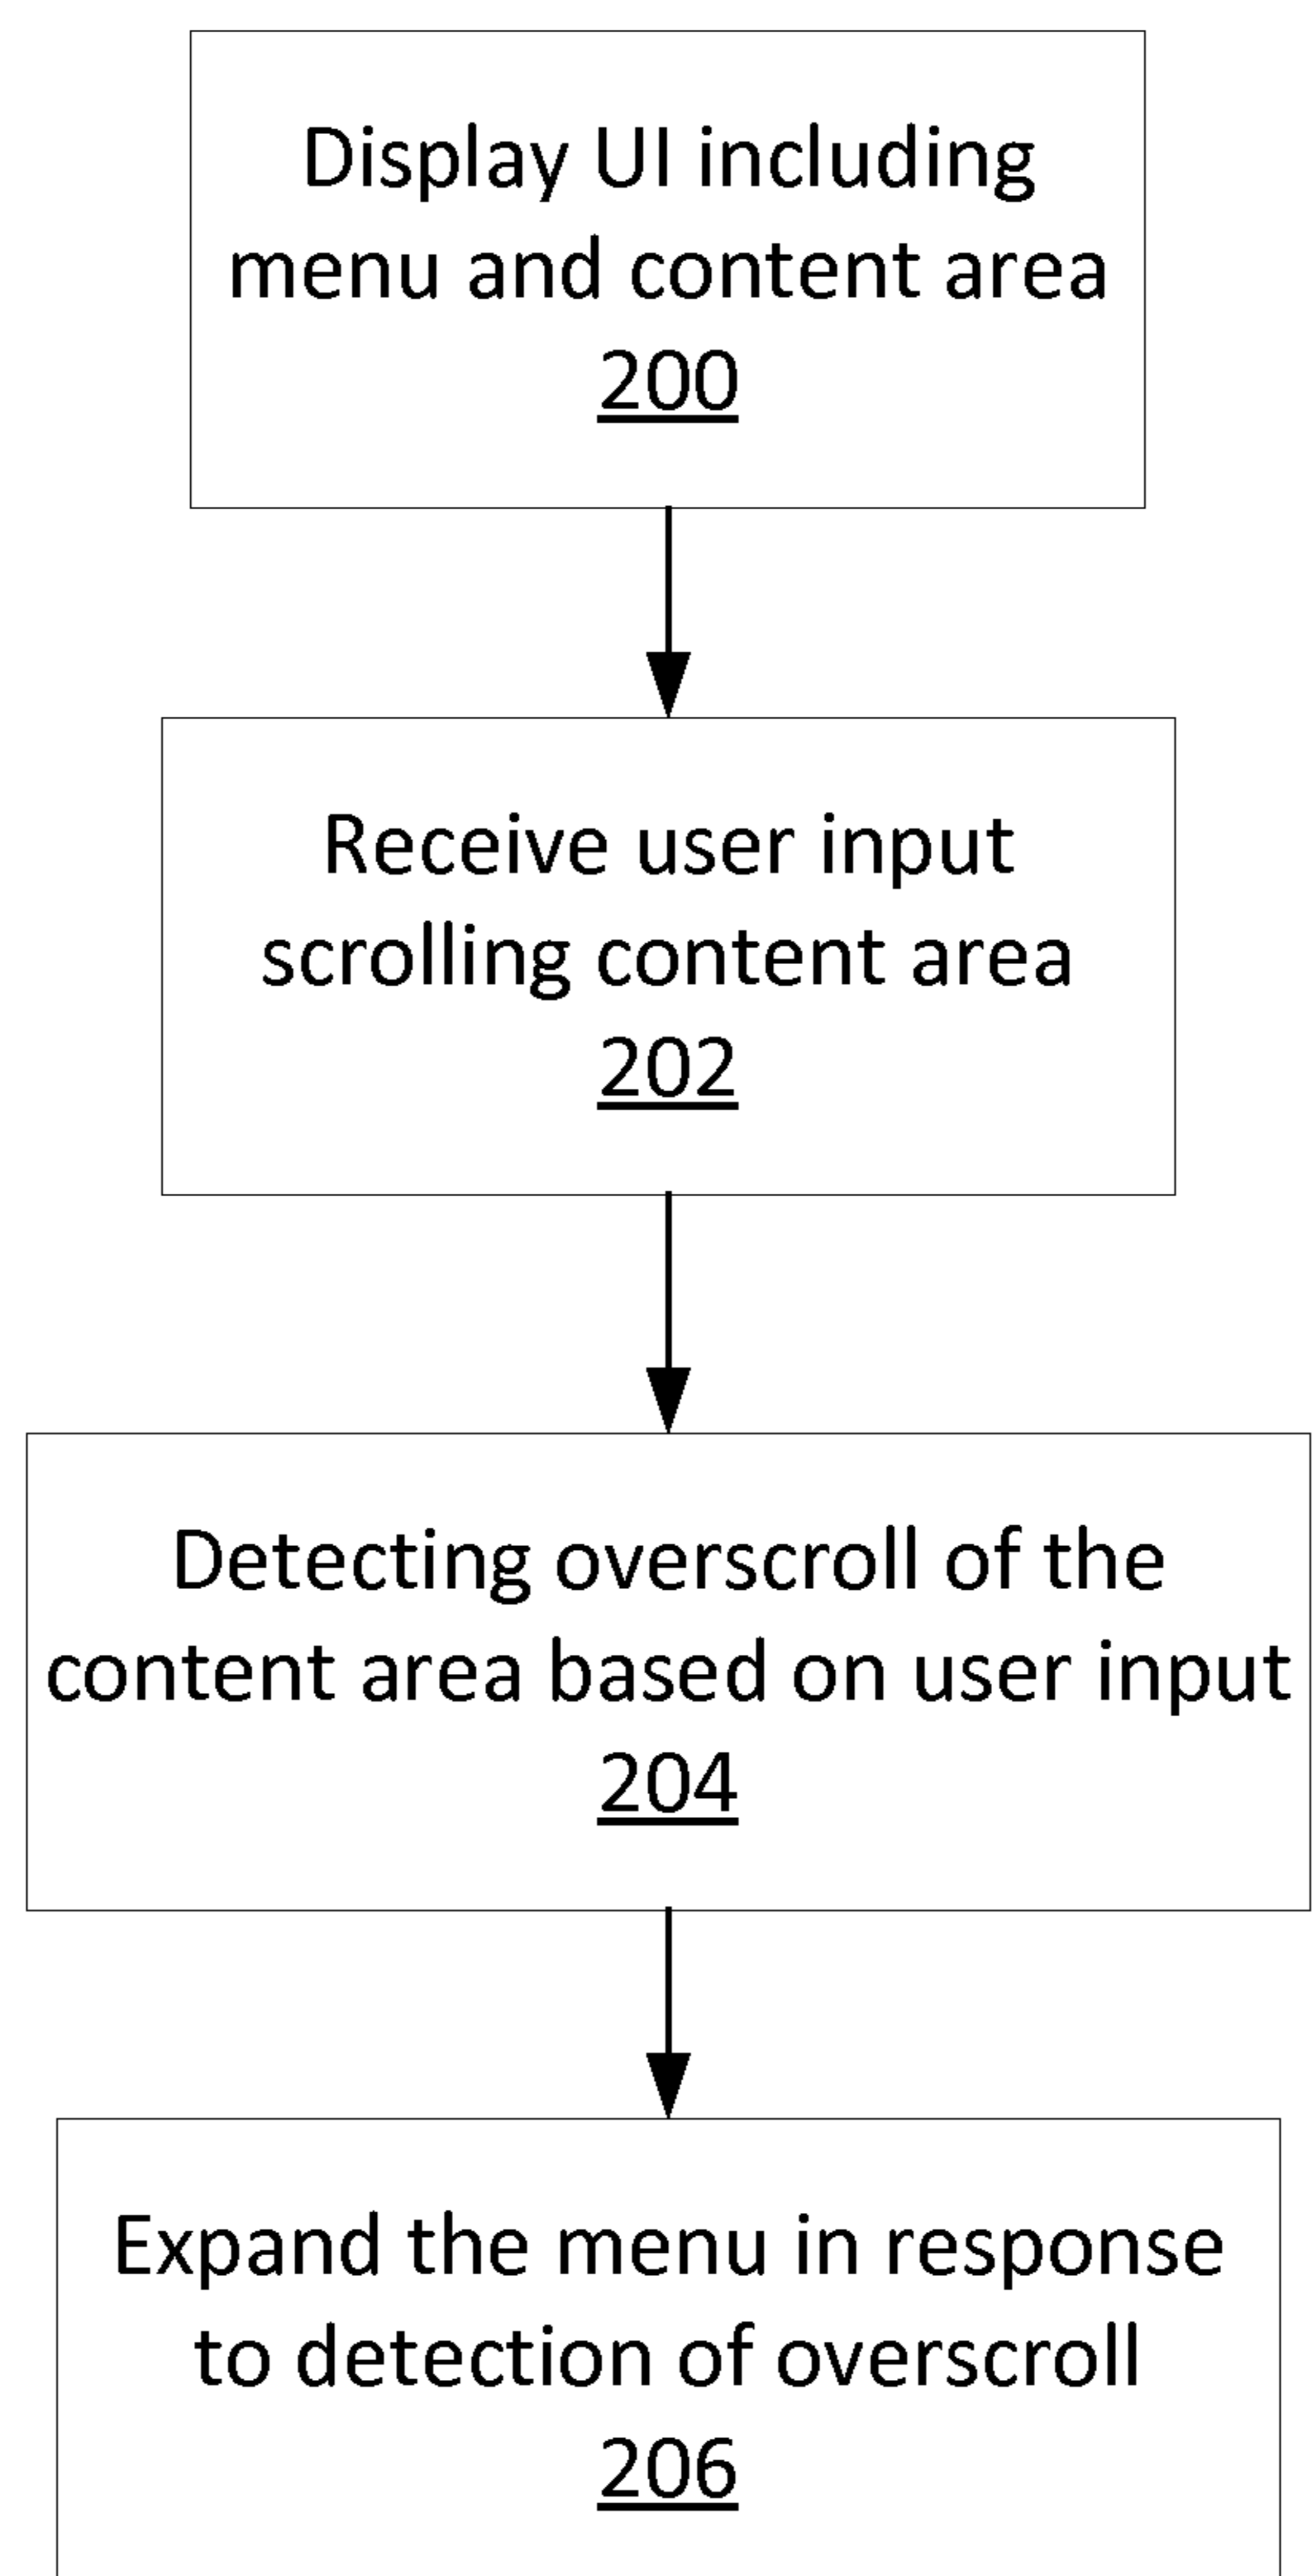 Display UI including
menu and content area
200
Receive user input
scrolling content area
202
Detecting overscroll of the
content area based on user input
204
Expand the menu in response
to detection of overscroll
206